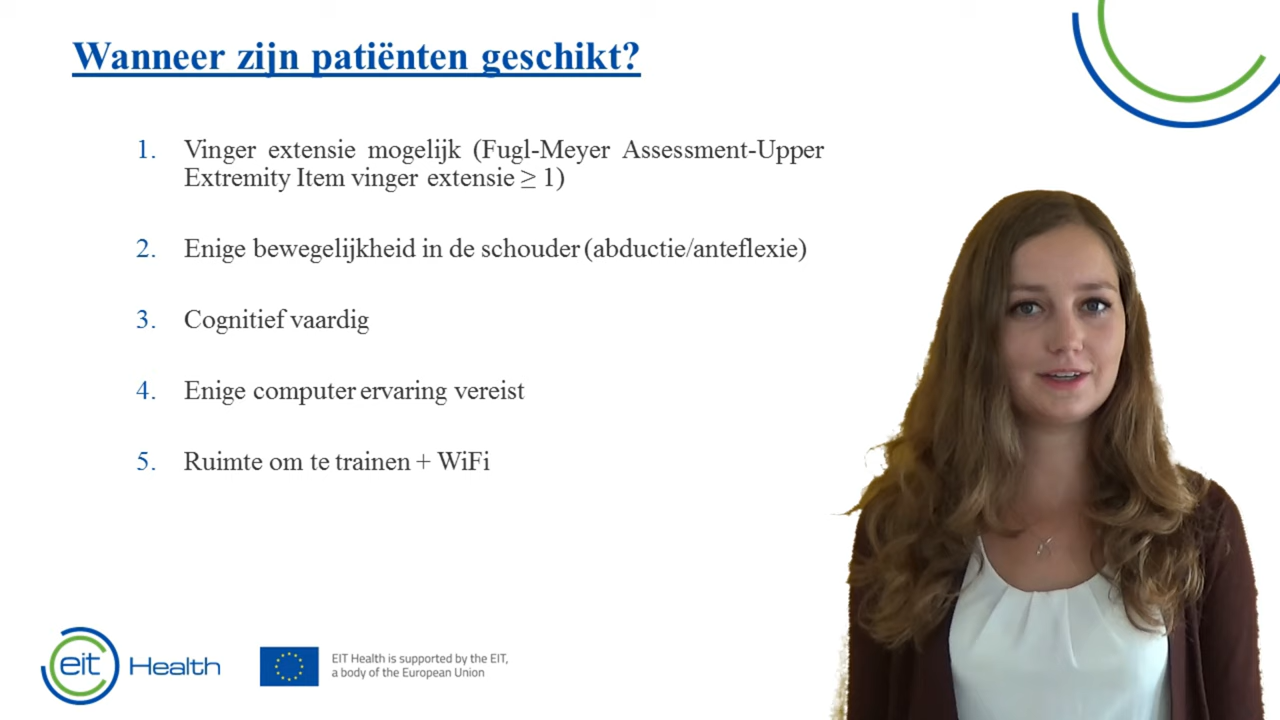 Wanneer zijn patiënten geschikt?
1. Vinger extensie mogelijk (Fugl-Meyer Assessment-Upper
Extremity Item vinger extensie ≥ 1)
2. Enige bewegelijkheid in de schouder (abductie/anteflexie)
3. Cognitief vaardig
4. Enige computer ervaring vereist
5. Ruimte om te trainen + WiFi
eit Health
EIT Health is supported by the EIT,
a body of the European Union